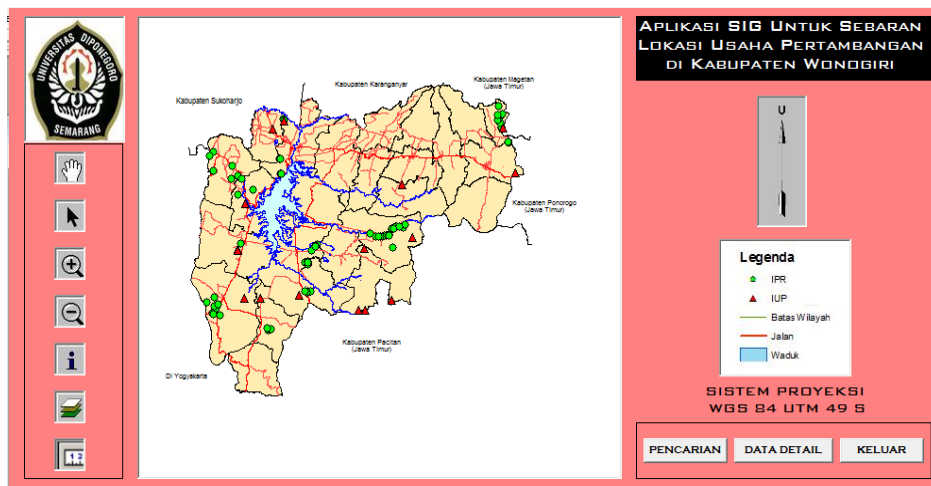 UNIVERSITAS DIPONEGORO
SEMARANG
Kabupaten Sukoharjo
Kabupaten Karanganyar
Kabupaten Magetan
(Jawa Timur)
Kabupaten Ponorogo
(Jawa Timur)
Kabupaten Pacitan
(Jawa Timur)
DI Yogyakarta
APLIKASI SIG UNTUK SEBARAN
LOKASI USAHA PERTAMBANGAN
DI KABUPATEN WONOGIRI
U
Legenda
IPR
IUP
Batas Wilayah
Jalan
Waduk
SISTEM PROYEKSI
WGS 84 UTM 49 S
PENCARIAN
DATA DETAIL
KELUAR
i
1 2